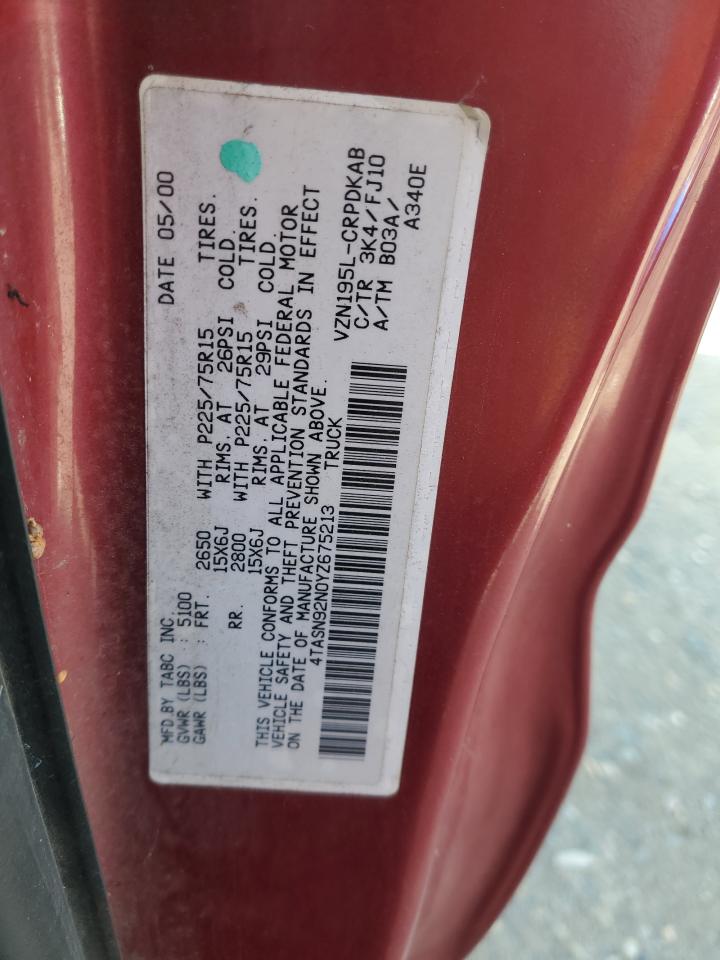 MFD.BY TABC INC. DATE 05/00
GVWR (LBS) : 5100
GAWR (LBS) : FRT. 2650 WITH P225/75R15 TIRES.
15X6J RIMS. AT 26PSI COLD.
RR. 2800 WITH P225/75R15 TIRES.
15X6J RIMS. AT 29PSI COLD.
THIS VEHICLE CONFORMS TO ALL APPLICABLE FEDERAL MOTOR
VEHICLE SAFETY AND THEFT PREVENTION STANDARDS IN EFFECT
ON THE DATE OF MANUFACTURE SHOWN ABOVE.
4TASN92N0YZ675213 TRUCK
VZN195L-CRPDKAB
C/TR 3K4/FJ10
A/TM B03A/
A340E